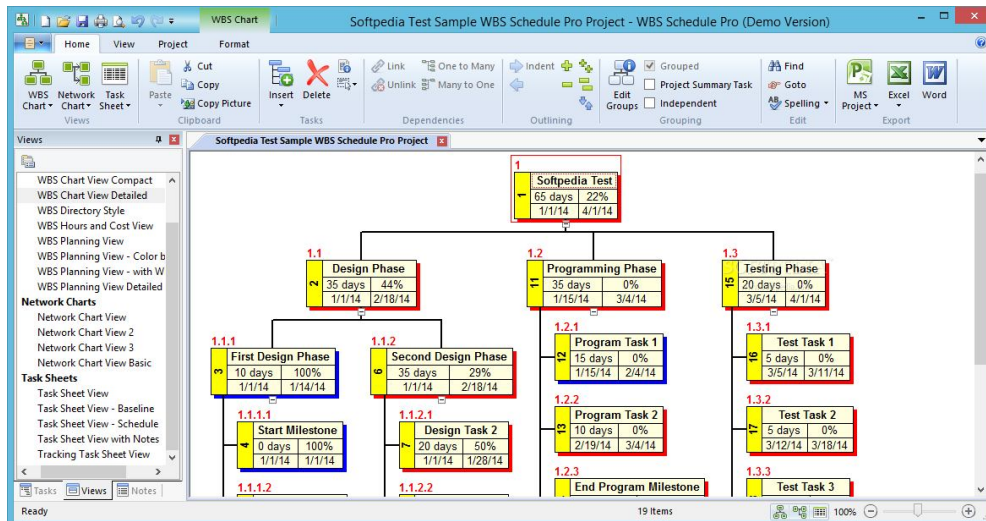 WBS Chart
Softpedia Test Sample WBS Schedule Pro Project - WBS Schedule Pro (Demo Version)
Home View Project Format
WBS Chart
Network Chart
Task Sheet
Views
Paste
Cut
Copy
Copy Picture
Clipboard
Insert
Delete
Tasks
Link
Unlink
One to Many
Many to One
Dependencies
Indent
Outlining
Edit Groups
Grouped
Project Summary Task
Independent
Grouping
Find
Goto
Spelling
Edit
MS Project
Excel
Word
Export
Views
WBS Chart View Compact
WBS Chart View Detailed
WBS Directory Style
WBS Hours and Cost View
WBS Planning View
WBS Planning View - Color b
WBS Planning View - with W
WBS Planning View Detailed
Network Charts
Network Chart View
Network Chart View 2
Network Chart View 3
Network Chart View Basic
Task Sheets
Task Sheet View
Task Sheet View - Baseline
Task Sheet View - Schedule
Task Sheet View with Notes
Tracking Task Sheet View
Tasks Views Notes
Softpedia Test Sample WBS Schedule Pro Project
1
1
Softpedia Test
65 days 22%
1/1/14 4/1/14
1.1
2
Design Phase
35 days 44%
1/1/14 2/18/14
1.2
11
Programming Phase
35 days 0%
1/15/14 3/4/14
1.3
15
Testing Phase
20 days 0%
3/5/14 4/1/14
1.1.1
3
First Design Phase
10 days 100%
1/1/14 1/14/14
1.1.2
6
Second Design Phase
35 days 29%
1/1/14 2/18/14
1.2.1
12
Program Task 1
15 days 0%
1/15/14 2/4/14
1.3.1
16
Test Task 1
5 days 0%
3/5/14 3/11/14
1.1.1.1
4
Start Milestone
0 days 100%
1/1/14 1/1/14
1.1.2.1
7
Design Task 2
20 days 50%
1/1/14 1/28/14
1.2.2
13
Program Task 2
10 days 0%
2/19/14 3/4/14
1.3.2
17
Test Task 2
5 days 0%
3/12/14 3/18/14
1.1.1.2
1.1.2.2
1.2.3
End Program Milestone
1.3.3
Test Task 3
Ready
19 Items
100%